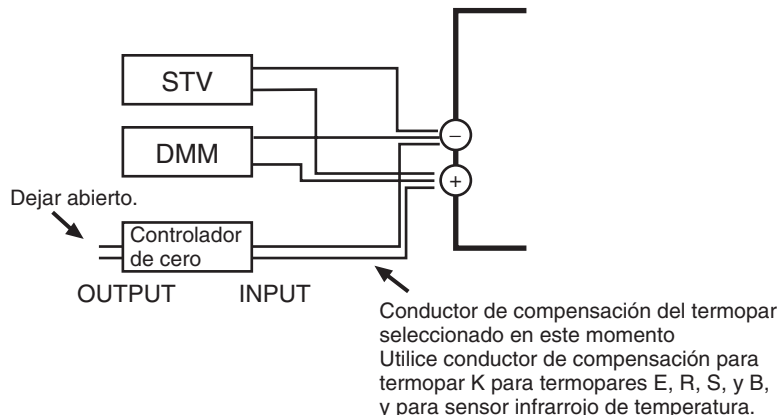 STV
−
DMM
+
Dejar abierto.
Controlador
de cero
OUTPUT
INPUT
Conductor de compensación del termopar
seleccionado en este momento
Utilice conductor de compensación para
termopar K para termopares E, R, S, y B,
y para sensor infrarrojo de temperatura.